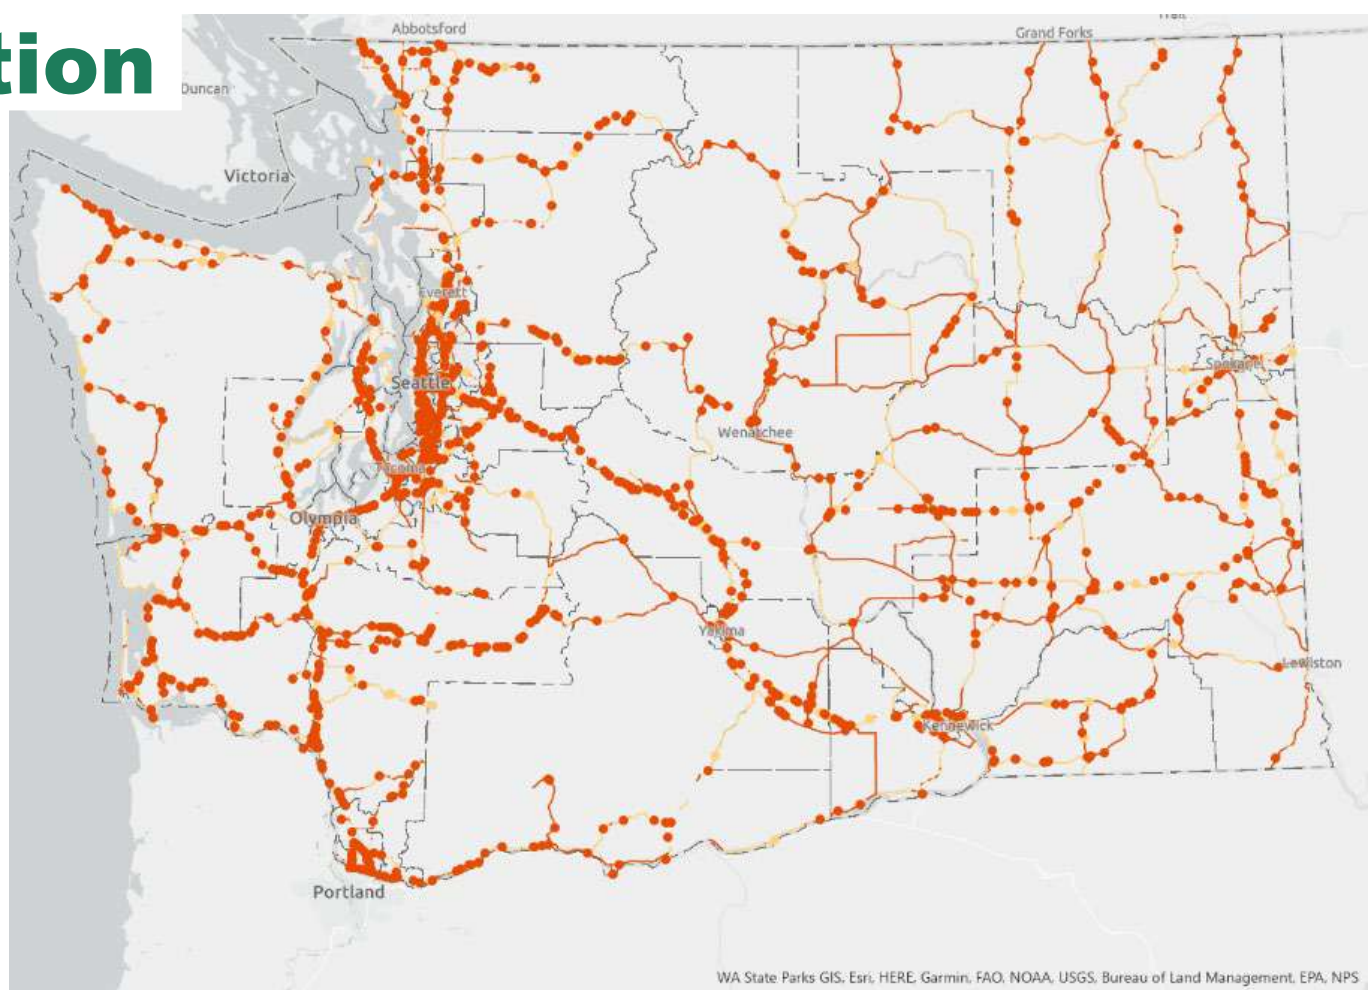 tion
Abbotsford
Grand Forks
Trail
Duncan
Victoria
Everett
Seattle
Spokane
Wenatchee
Tacoma
Olympia
Yakima
Lewiston
Kennewick
Portland
WA State Parks GIS, Esri, HERE, Garmin, FAO, NOAA, USGS, Bureau of Land Management, EPA, NPS